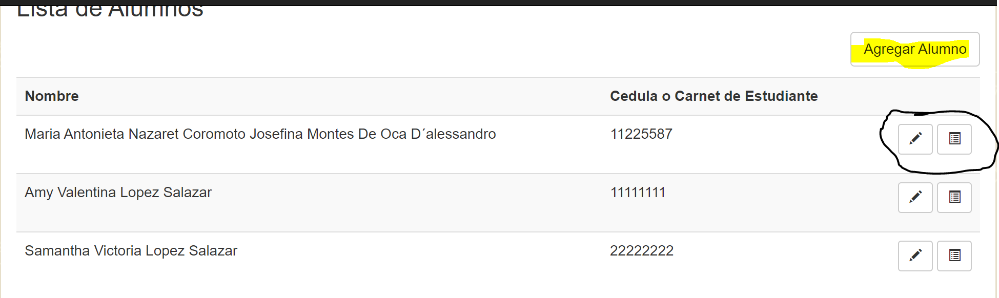 Lista de Alumnos
Agregar Alumno
Nombre Cedula o Carnet de Estudiante
Maria Antonieta Nazaret Coromoto Josefina Montes De Oca D´alessandro 11225587
Amy Valentina Lopez Salazar 11111111
Samantha Victoria Lopez Salazar 22222222